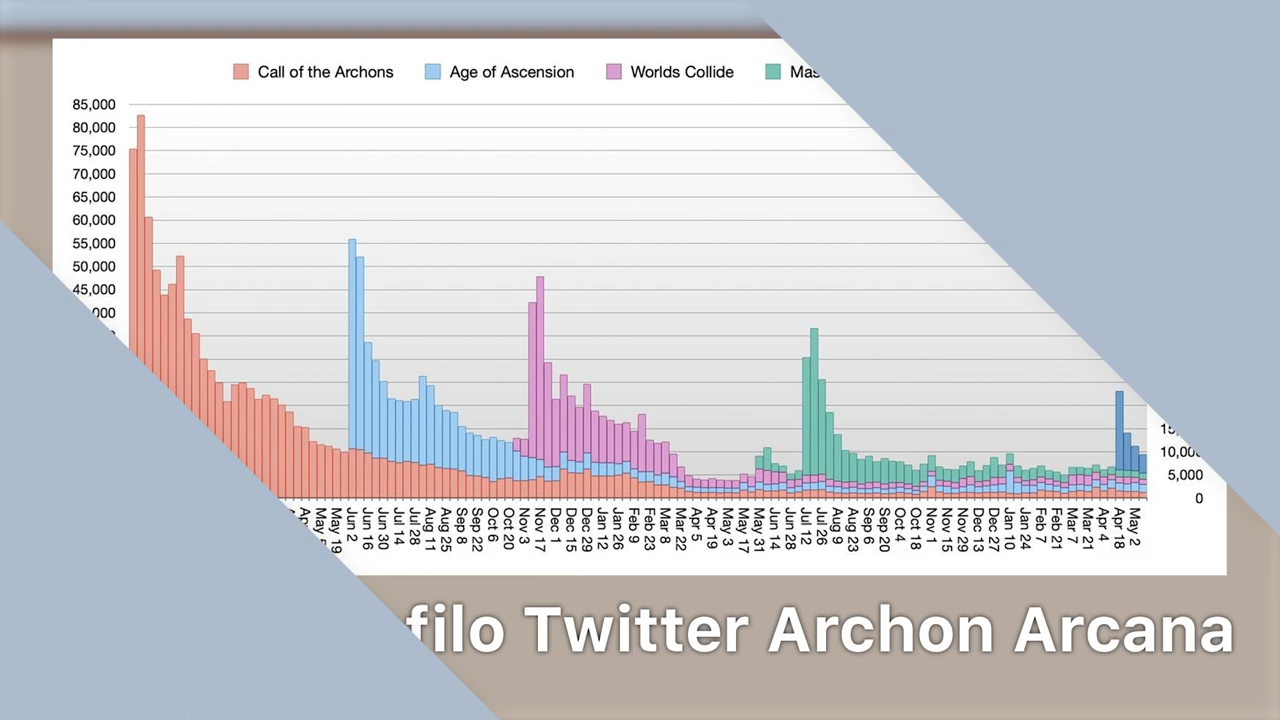 Call of the Archons Age of Ascension Worlds Collide
85,000
80,000
75,000
70,000
65,000
60,000
55,000
50,000
45,000
15,
10,000
5,000
0
May 19
Jun 2
Jun 16
Jun 30
Jul 14
Jul 28
Aug 11
Aug 25
Sep 8
Sep 22
Oct 6
Oct 20
Nov 3
Nov 17
Dec 1
Dec 15
Dec 29
Jan 12
Jan 26
Feb 9
Feb 23
Mar 8
Mar 22
Apr 5
Apr 19
May 3
May 17
May 31
Jun 14
Jun 28
Jul 12
Jul 26
Aug 9
Aug 23
Sep 6
Sep 20
Oct 4
Oct 18
Nov 1
Nov 15
Nov 29
Dec 13
Dec 27
Jan 10
Jan 24
Feb 7
Feb 21
Mar 7
Mar 21
Apr 4
Apr 18
May 2
filo Twitter Archon Arcana